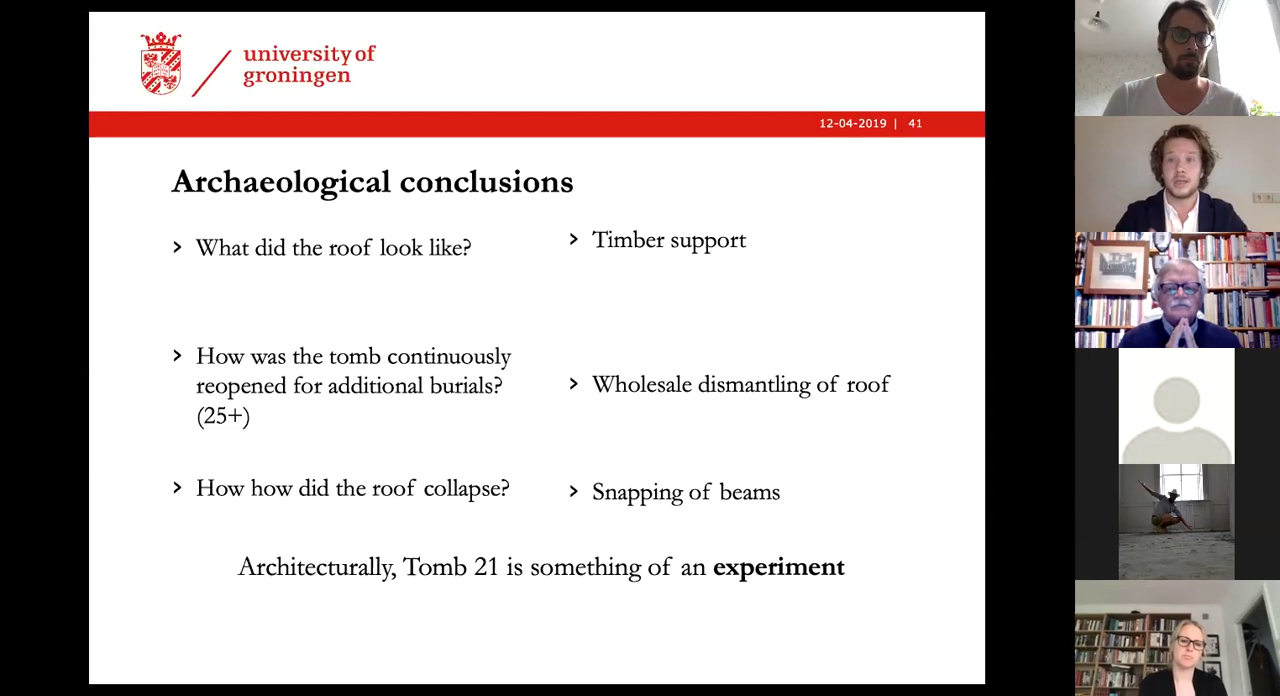 university of
groningen
12-04-2019 | 41
Archaeological conclusions
› What did the roof look like?
› How was the tomb continuously
reopened for additional burials?
(25+)
› How how did the roof collapse?
› Timber support
› Wholesale dismantling of roof
› Snapping of beams
Architecturally, Tomb 21 is something of an experiment